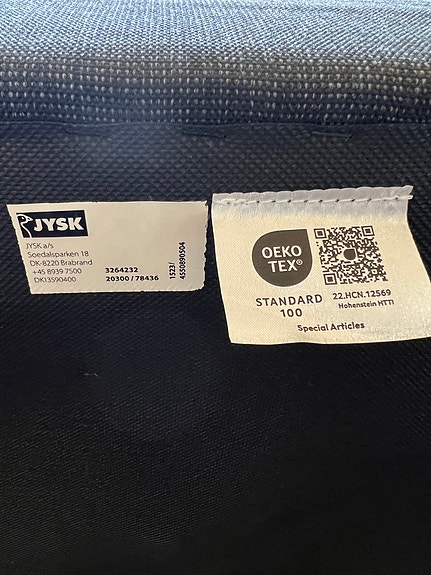 JYSK
JYSK a/s
Soedalsparken 18
DK-8220 Brabrand
+45 8939 7500
DK13590400
3264232
20300 / 78436
1523/
4550890504
OEKO
TEX®
STANDARD
100
22.HCN.12569
Hohenstein HTTI
Special Articles